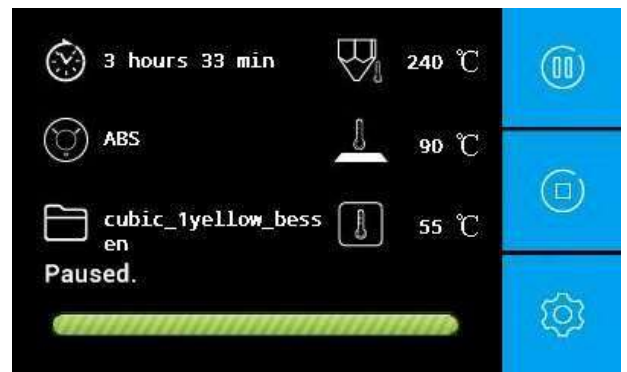 3 hours 33 min
240 ℃
ABS
90 ℃
cubic_1yellow_bess
en
55 ℃
Paused.